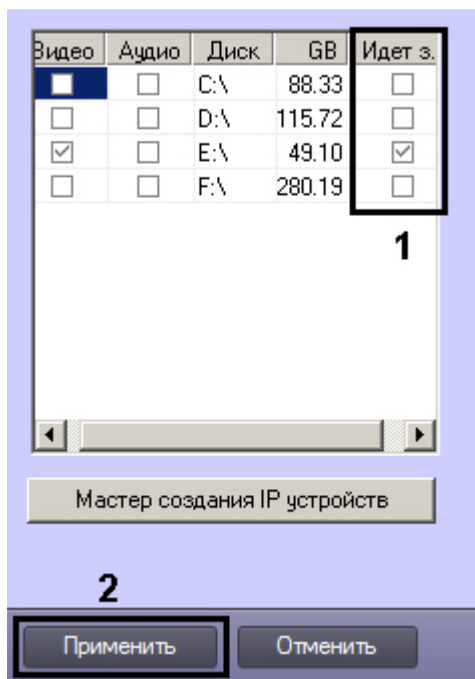 Видео Аудио Диск GB Идет з.
C:\ 88.33
D:\ 115.72
E:\ 49.10
F:\ 280.19
1
Мастер создания IP устройств
2
Применить Отменить